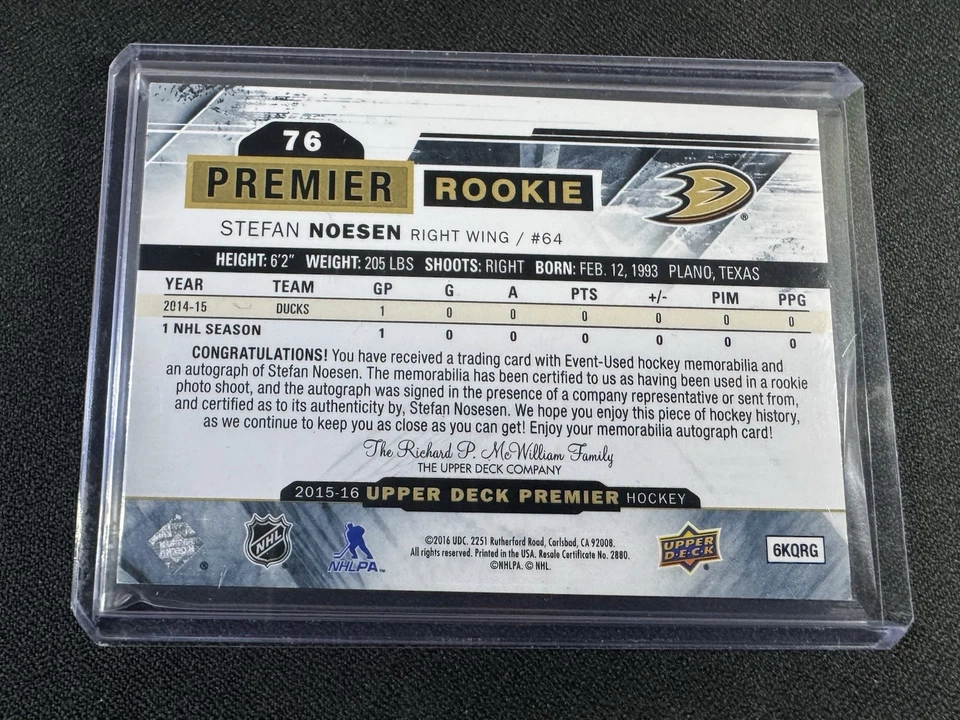 76
PREMIER ROOKIE
STEFAN NOESEN RIGHT WING / #64
HEIGHT: 6'2" WEIGHT: 205 LBS SHOOTS: RIGHT BORN: FEB. 12, 1993 PLANO, TEXAS
YEAR TEAM GP G A PTS +/- PIM PPG
2014-15 DUCKS 1 0 0 0 0 0 0
1 NHL SEASON 1 0 0 0 0 0 0
CONGRATULATIONS! You have received a trading card with Event-Used hockey memorabilia and
an autograph of Stefan Noesen. The memorabilia has been certified to us as having been used in a rookie
photo shoot, and the autograph was signed in the presence of a company representative or sent from,
and certified as to its authenticity by, Stefan Nosesen. We hope you enjoy this piece of hockey history,
as we continue to keep you as close as you can get! Enjoy your memorabilia autograph card!
The Richard P. McWilliam Family
THE UPPER DECK COMPANY
2015-16 UPPER DECK PREMIER HOCKEY
NHL
NHLPA™
©2016 UDC. 2251 Rutherford Road, Carlsbad, CA 92008.
All rights reserved. Printed in the USA. Resale Certificate No. 2880.
©NHLPA. © NHL.
UPPER DECK
6KQRG